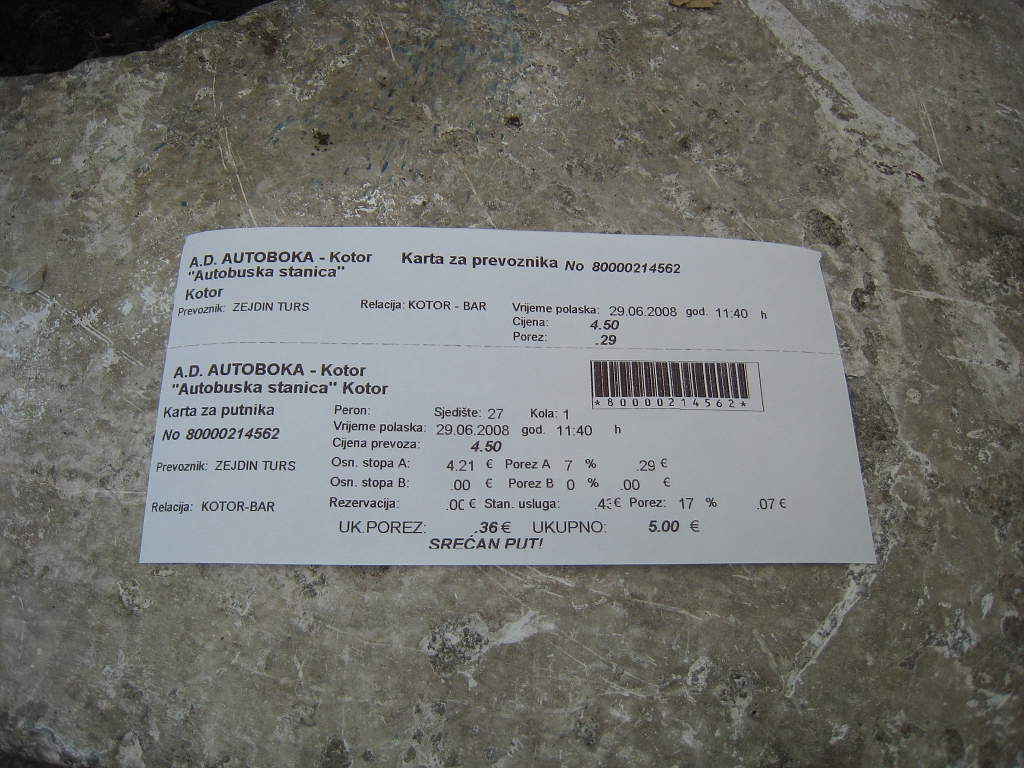 A.D. AUTOBOKA - Kotor Karta za prevoznika No 80000214562
"Autobuska stanica"
Kotor
Prevoznik: ZEJDIN TURS Relacija: KOTOR - BAR Vrijeme polaska: 29.06.2008 god. 11:40 h
Cijena: 4.50
Porez: .29
A.D. AUTOBOKA - Kotor
"Autobuska stanica" Kotor
*80000214562*
Karta za putnika Peron: Sjedište: 27 Kola: 1
Vrijeme polaska: 29.06.2008 god. 11:40 h
No 80000214562 Cijena prevoza: 4.50
Prevoznik: ZEJDIN TURS Osn. stopa A: 4.21 € Porez A 7 % .29 €
Osn. stopa B: .00 € Porez B 0 % .00 €
Relacija: KOTOR-BAR Rezervacija: .00 € Stan. usluga: .43 € Porez: 17 % .07 €
UK.POREZ: .36 € UKUPNO: 5.00 €
SREĆAN PUT!